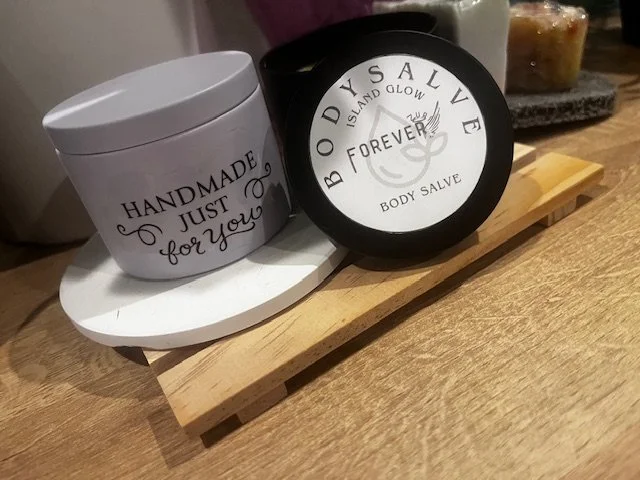 HANDMADE
JUST
for you
BODYSALVE
ISLAND GLOW
FOREVER
BODY SALVE